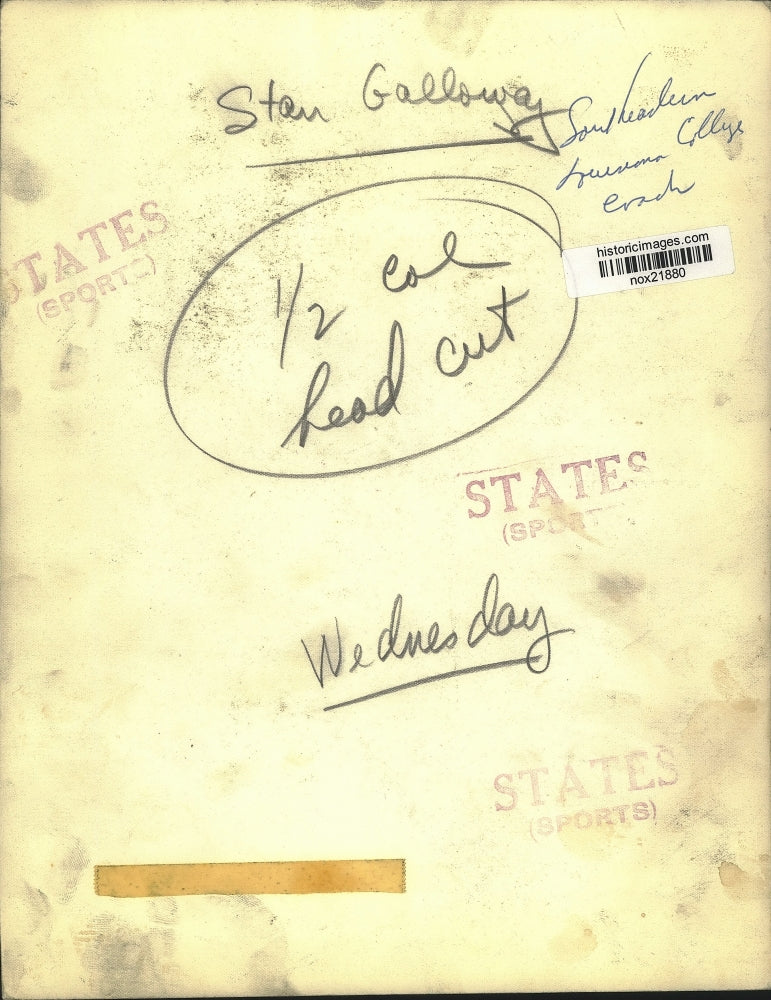 Stan Galloway
Southeastern
Louisiana College
coach
STATES
(SPORTS)
historicimages.com
nox21880
1/2 col
head cut
STATES
(SPORT
Wednesday
STATES
(SPORTS)